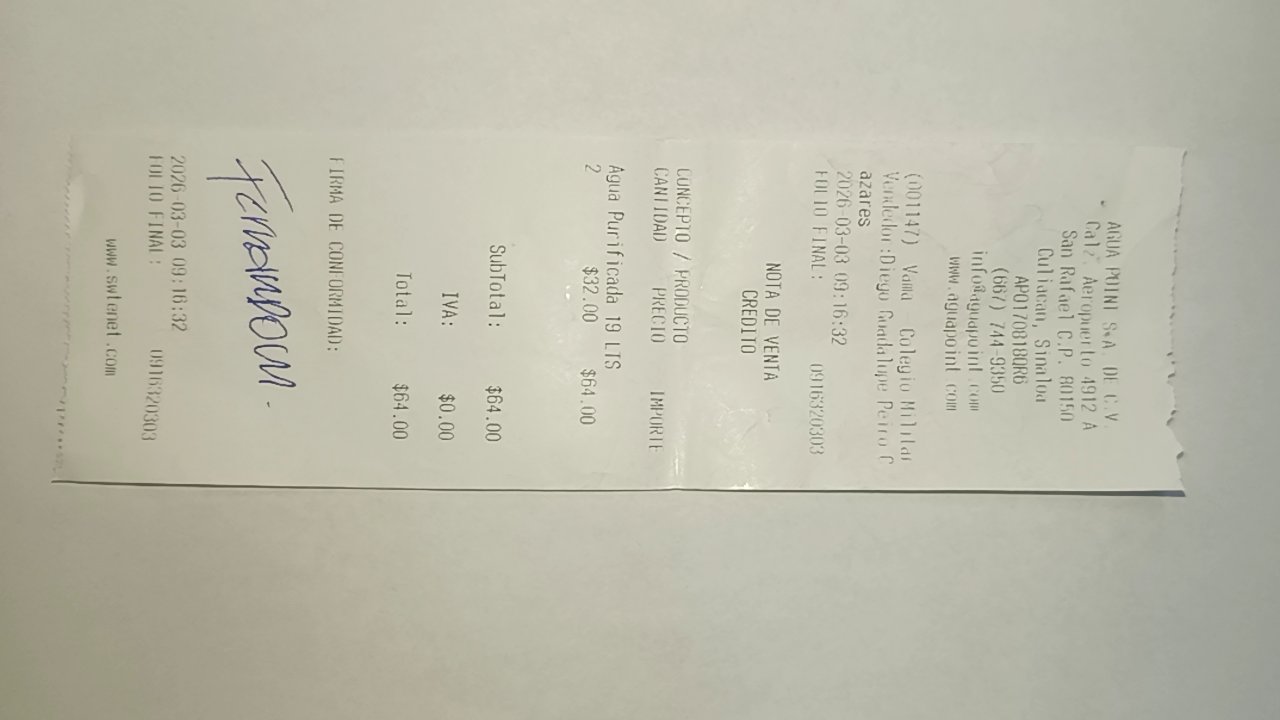 AGUA POINT S.A. DE C.V.
Calz. Aeropuerto 4912 A
San Rafael C.P. 80150
Culiacan, Sinaloa
APO1708180R6
(667) 744-9350
info@aguapoint.com
www.aguapoint.com
(001147) Vama Colegio Militar
Vendedor:Diego Guadalupe Peiro C
azares
2026-03-03 09:16:32
FOLIO FINAL: 0916320303
NOTA DE VENTA
CREDITO
CONCEPTO / PRODUCTO
CANTIDAD PRECIO IMPORTE
Agua Purificada 19 LTS
2 $32.00 $64.00
SubTotal: $64.00
IVA: $0.00
Total: $64.00
FIRMA DE CONFORMIDAD:
2026-03-03 09:16:32
FOLIO FINAL: 0916320303
www.swtenet.com